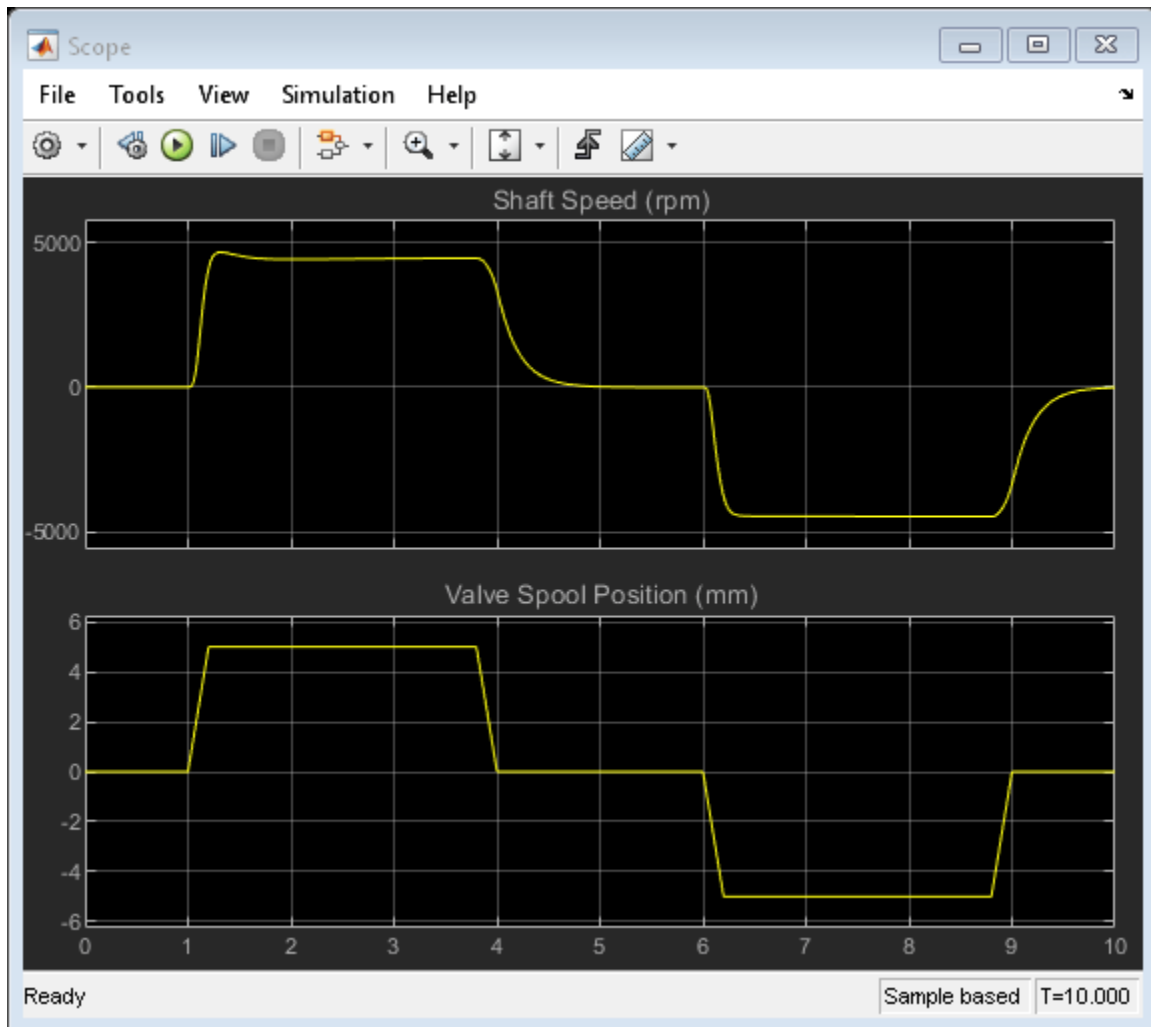 Scope
File Tools View Simulation Help
Shaft Speed (rpm)
5000
0
-5000
Valve Spool Position (mm)
6
4
2
0
-2
-4
-6
0 1 2 3 4 5 6 7 8 9 10
Ready Sample based T=10.000